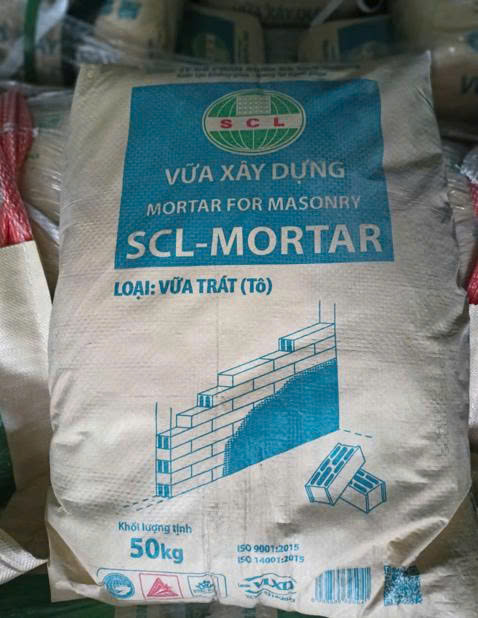 SCL
VỮA XÂY DỰNG
MORTAR FOR MASONRY
SCL-MORTAR
LOẠI: VỮA TRÁT (Tô)
Khối lượng tịnh
50kg
ISO 9001:2015
ISO 14001:2015
VLXD